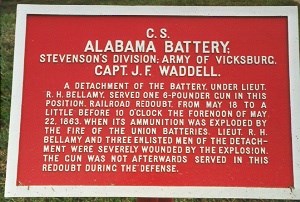 C. S.
ALABAMA BATTERY;
STEVENSON'S DIVISION; ARMY OF VICKSBURG.
CAPT. J. F. WADDELL.
A DETACHMENT OF THE BATTERY, UNDER LIEUT.
R. H. BELLAMY, SERVED ONE 6-POUNDER GUN IN THIS
POSITION, RAILROAD REDOUBT, FROM MAY 18 TO A
LITTLE BEFORE 10 O'CLOCK THE FORENOON OF MAY
22, 1863, WHEN ITS AMMUNITION WAS EXPLODED BY
THE FIRE OF THE UNION BATTERIES. LIEUT. R. H.
BELLAMY AND THREE ENLISTED MEN OF THE DETACH-
MENT WERE SEVERELY WOUNDED BY THE EXPLOSION.
THE GUN WAS NOT AFTERWARDS SERVED IN THIS
REDOUBT DURING THE DEFENSE.